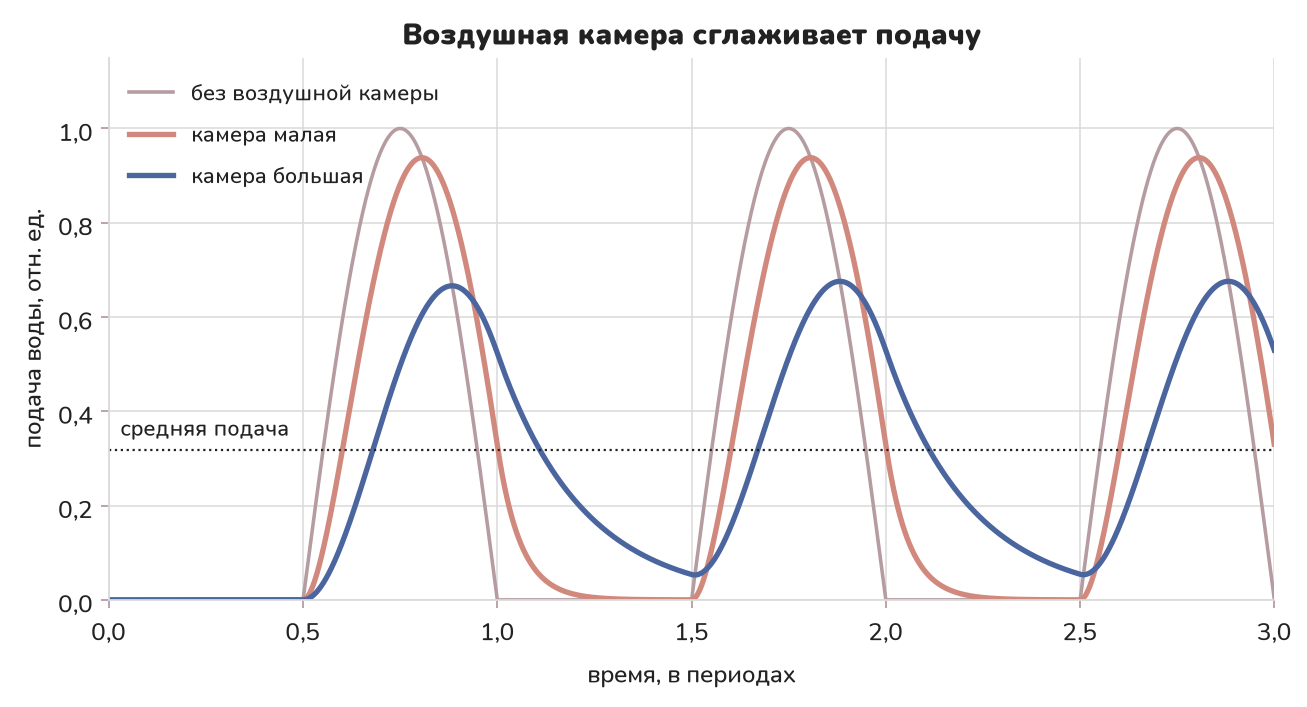 Воздушная камера сглаживает подачу
без воздушной камеры
камера малая
камера большая
подача воды, отн. ед.
1,0
0,8
0,6
0,4
0,2
0,0
средняя подача
0,0 0,5 1,0 1,5 2,0 2,5 3,0
время, в периодах